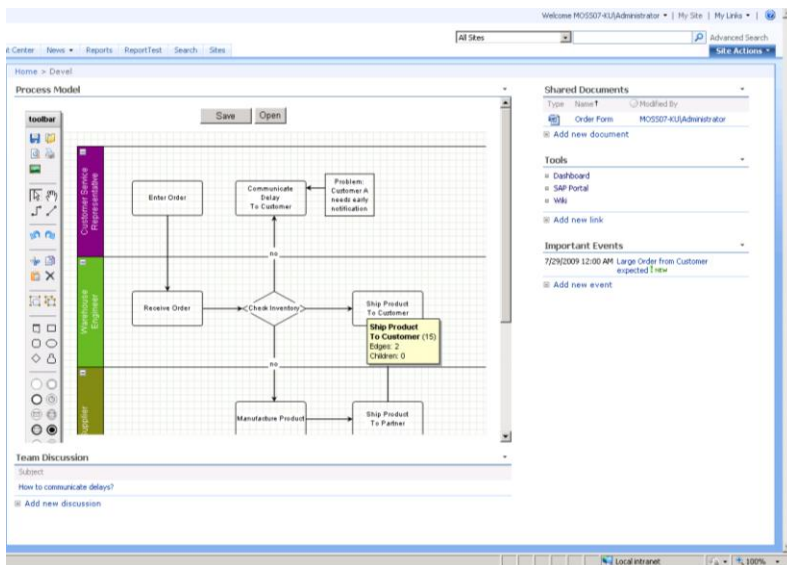 Welcome MOSS07-KU\Administrator
My Site
My Links
All Sites
Advanced Search
t Center
News
Reports
ReportTest
Search
Sites
Site Actions
Home > Devel
Process Model
toolbar
Save
Open
Customer Service
Representative
Enter Order
Communicate
Delay
To Customer
Problem:
Customer A
needs early
notification
no
Warehouse
Engineer
Receive Order
Check Inventory
Ship Product
To Customer
Ship Product
To Customer (15)
Edges: 2
Children: 0
no
upplier
Manufacture Product
Ship Product
To Partner
Team Discussion
Subject
How to communicate delays?
Add new discussion
Shared Documents
Type
Name
Modified By
Order Form
MOSS07-KU\Administrator
Add new document
Tools
Dashboard
SAP Portal
Wiki
Add new link
Important Events
7/29/2009 12:00 AM Large Order from Customer
expected ! new
Add new event
Local intranet
100%